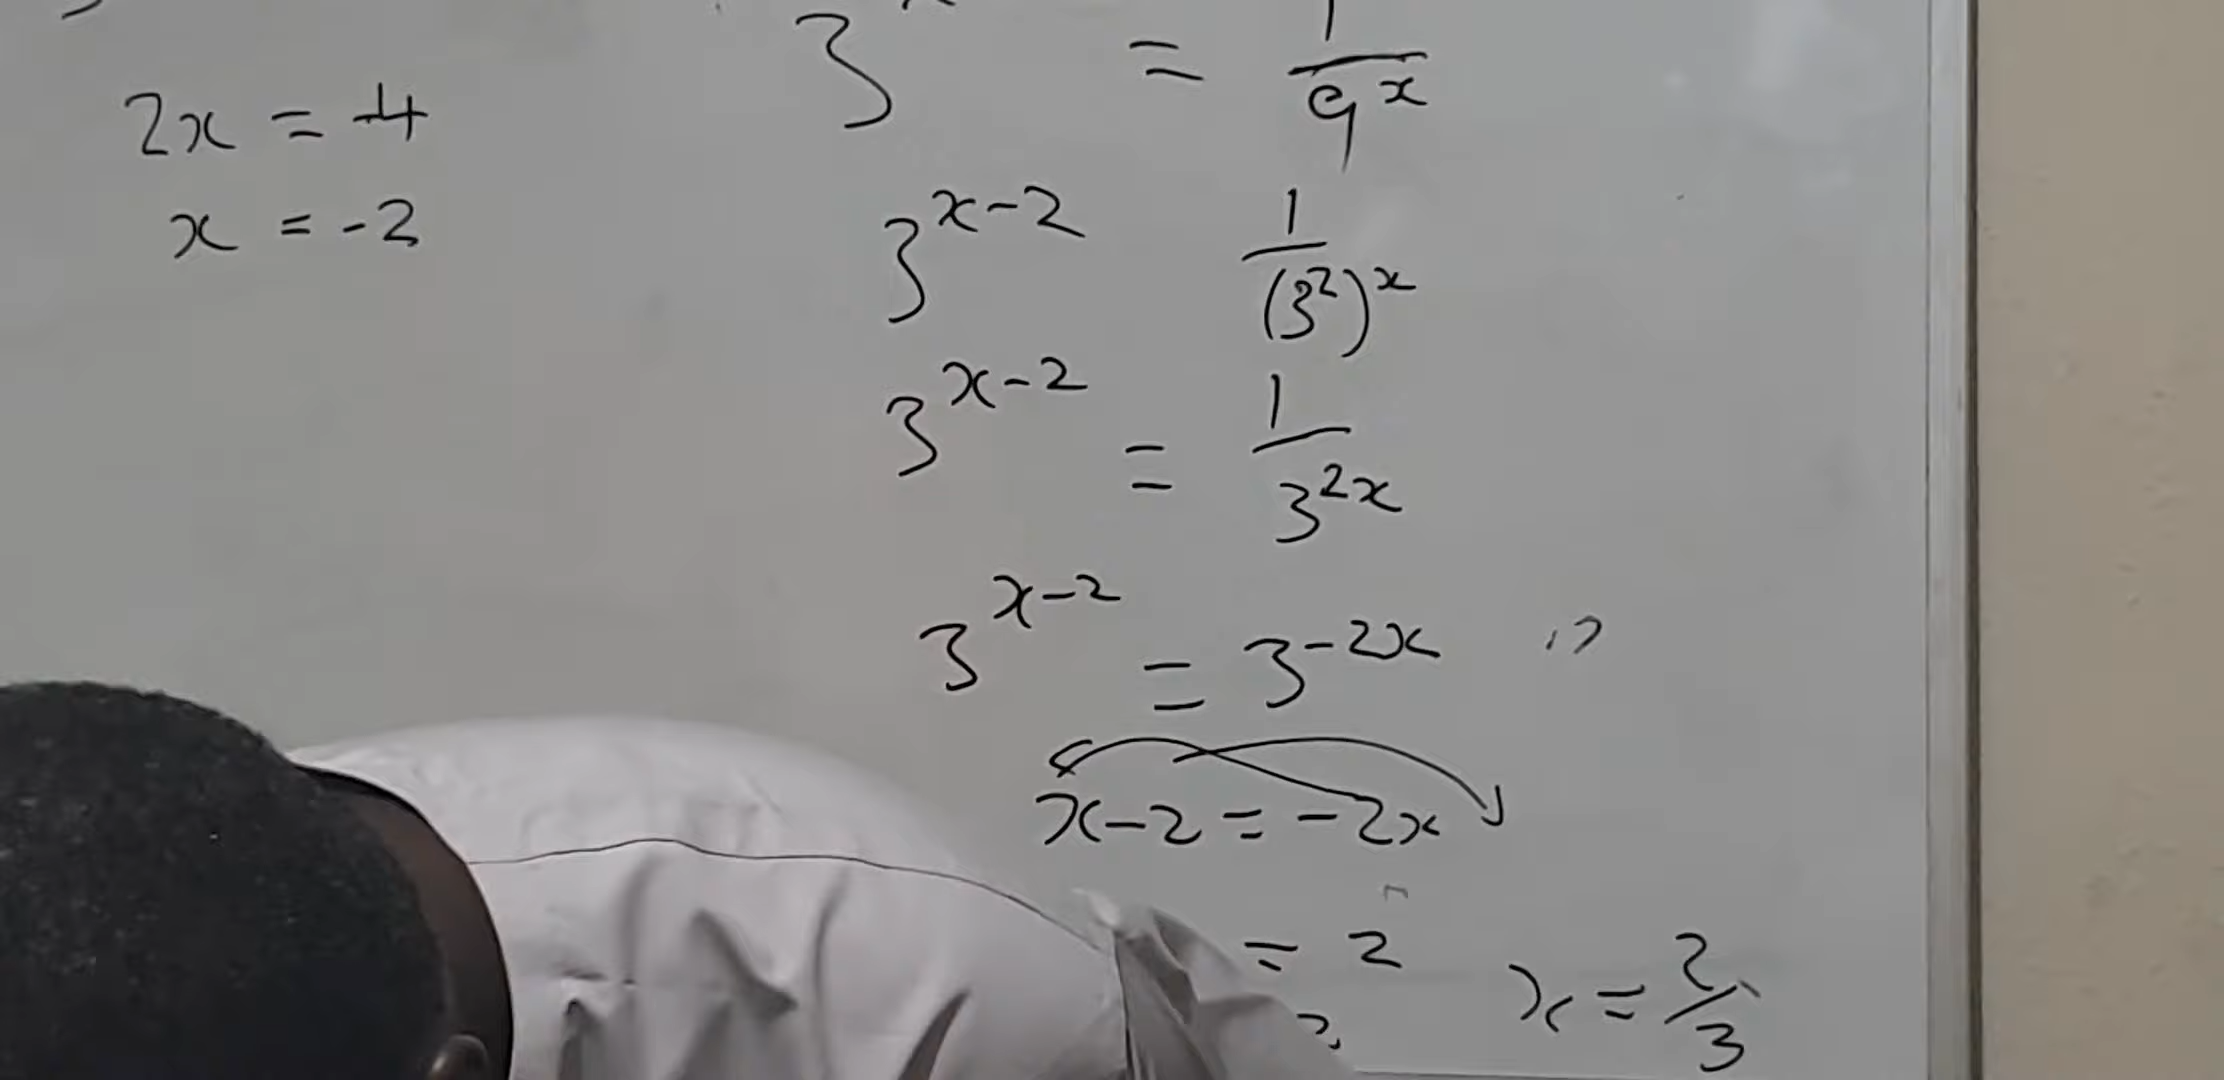 2x = -4
x = -2
3 = 1/9^x
3^(x-2) 1/(3^2)^x
3^(x-2) = 1/3^(2x)
3^(x-2) = 3^(-2x)
x-2 = -2x
= 2
x = 2/3